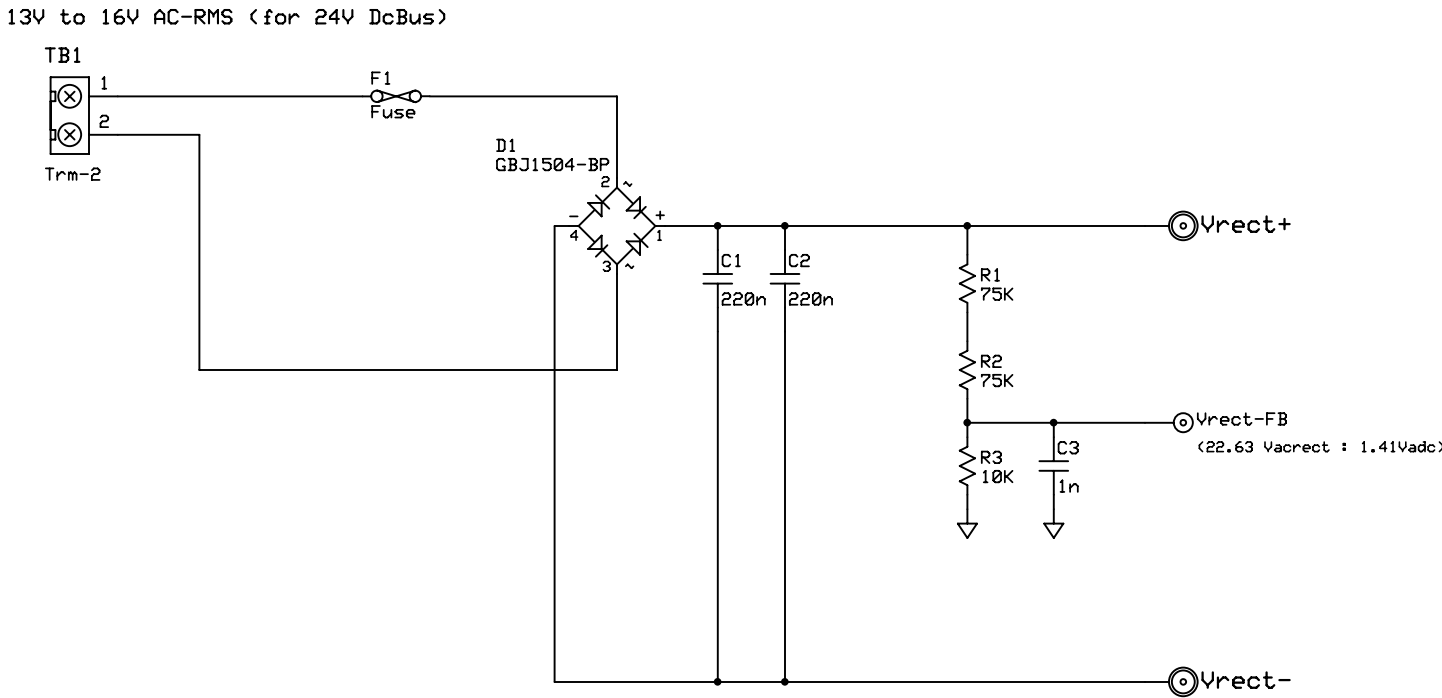 13V to 16V AC-RMS (for 24V DcBus)
TB1
1
2
Trm-2
F1
Fuse
D1
GBJ1504-BP
2 ~
- +
4 1
3 ~
C1
220n
C2
220n
R1
75K
R2
75K
R3
10K
C3
1n
Vrect+
Vrect-FB
(22.63 Vacrect : 1.41Vadc)
Vrect-